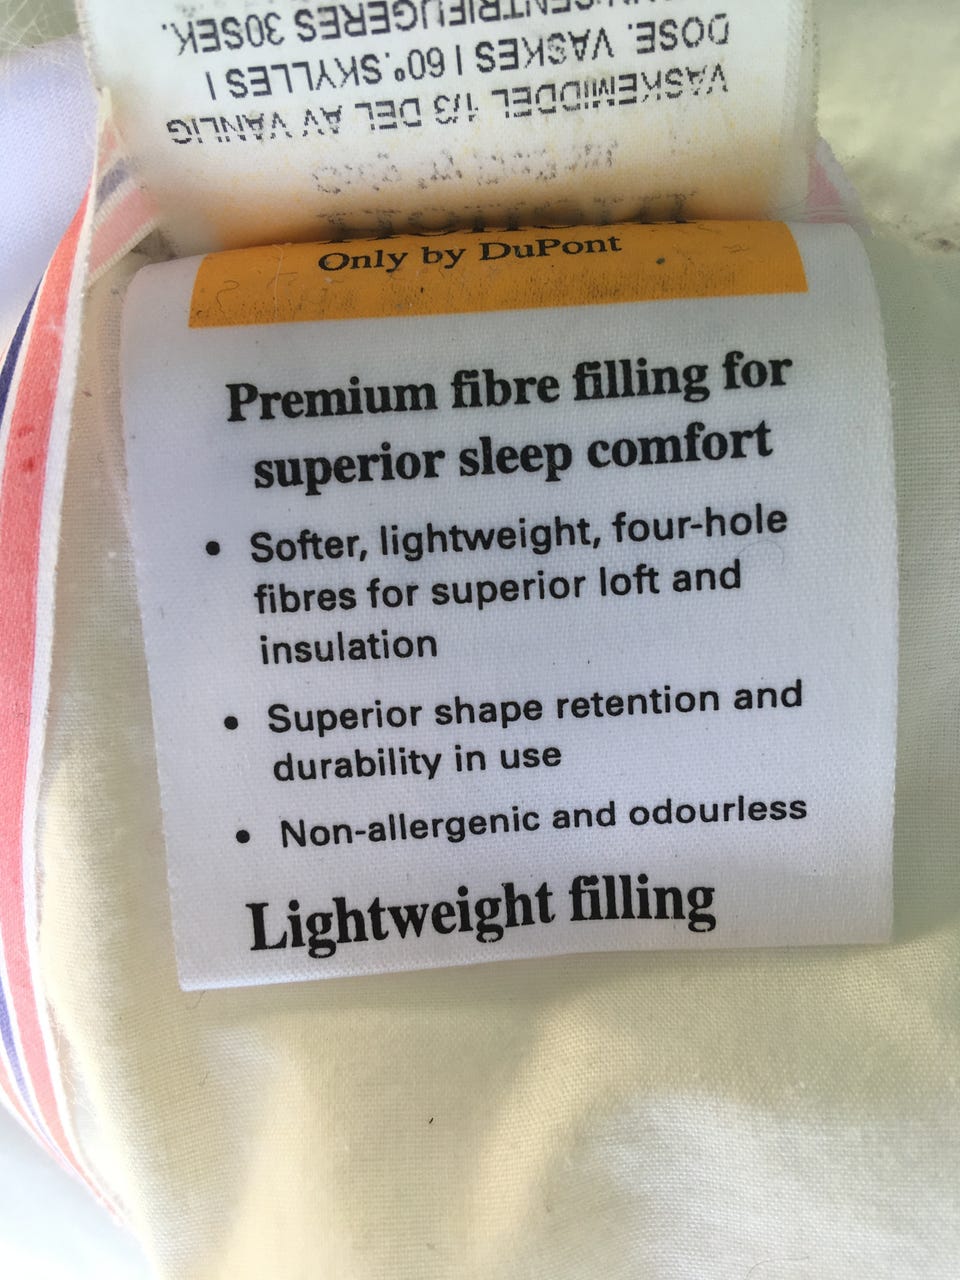 VASKEMIDDEL 1/3 DEL AV VANLIG
DOSE. VASKES I 60°. SKYLLES I
SENTRIFUGERES 30SEK.
Only by DuPont
Premium fibre filling for
superior sleep comfort
• Softer, lightweight, four-hole
fibres for superior loft and
insulation
• Superior shape retention and
durability in use
• Non-allergenic and odourless
Lightweight filling